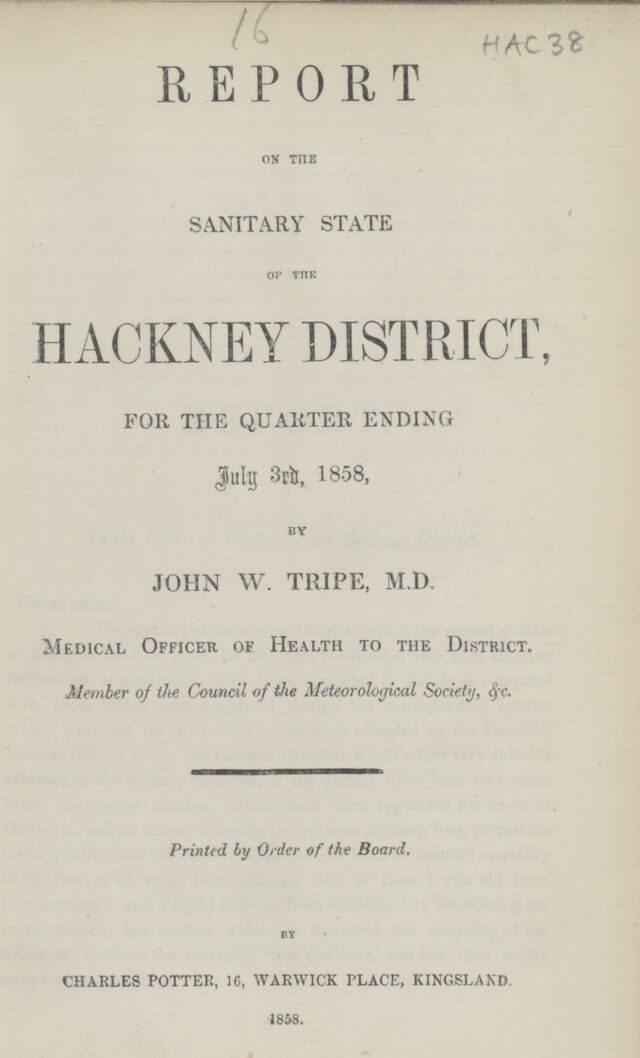 16
HAC 38
REPORT
ON THE
SANITARY STATE
OF THE
HACKNEY DISTRICT,
FOR THE QUARTER ENDING
July 3rd, 1858,
BY
JOHN W. TRIPE, M.D.
MEDICAL OFFICER OF HEALTH TO THE DISTRICT.
Member of the Council of the Meteorological Society, &c.
Printed by Order of the Board.
BY
CHARLES POTTER, 16, WARWICK PLACE, KINGSLAND.
1858.